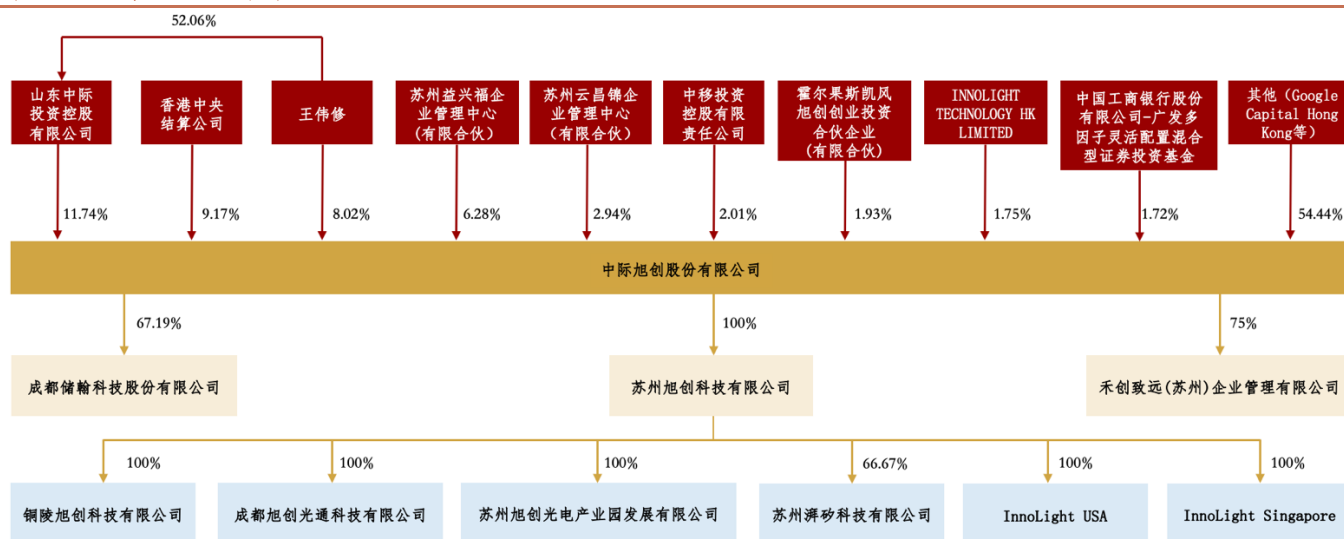 52.06%
山东中际
投资控股
有限公司
香港中央
结算公司
王伟修
苏州益兴福企
业管理中心
(有限合伙)
苏州云昌锦企
业管理中心
（有限合伙）
中移投资
控股有限
责任公司
霍尔果斯凯风
旭创创业投资
合伙企业
(有限合伙)
INNOLIGHT
TECHNOLOGY HK
LIMITED
中国工商银行股份
有限公司-广发多
因子灵活配置混合
型证券投资基金
其他（Google
Capital Hong
Kong等）
11.74%
9.17%
8.02%
6.28%
2.94%
2.01%
1.93%
1.75%
1.72%
54.44%
中际旭创股份有限公司
67.19%
100%
75%
成都储翰科技股份有限公司
苏州旭创科技有限公司
禾创致远(苏州)企业管理有限公司
100%
100%
100%
66.67%
100%
100%
铜陵旭创科技有限公司
成都旭创光通科技有限公司
苏州旭创光电产业园发展有限公司
苏州湃矽科技有限公司
InnoLight USA
InnoLight Singapore